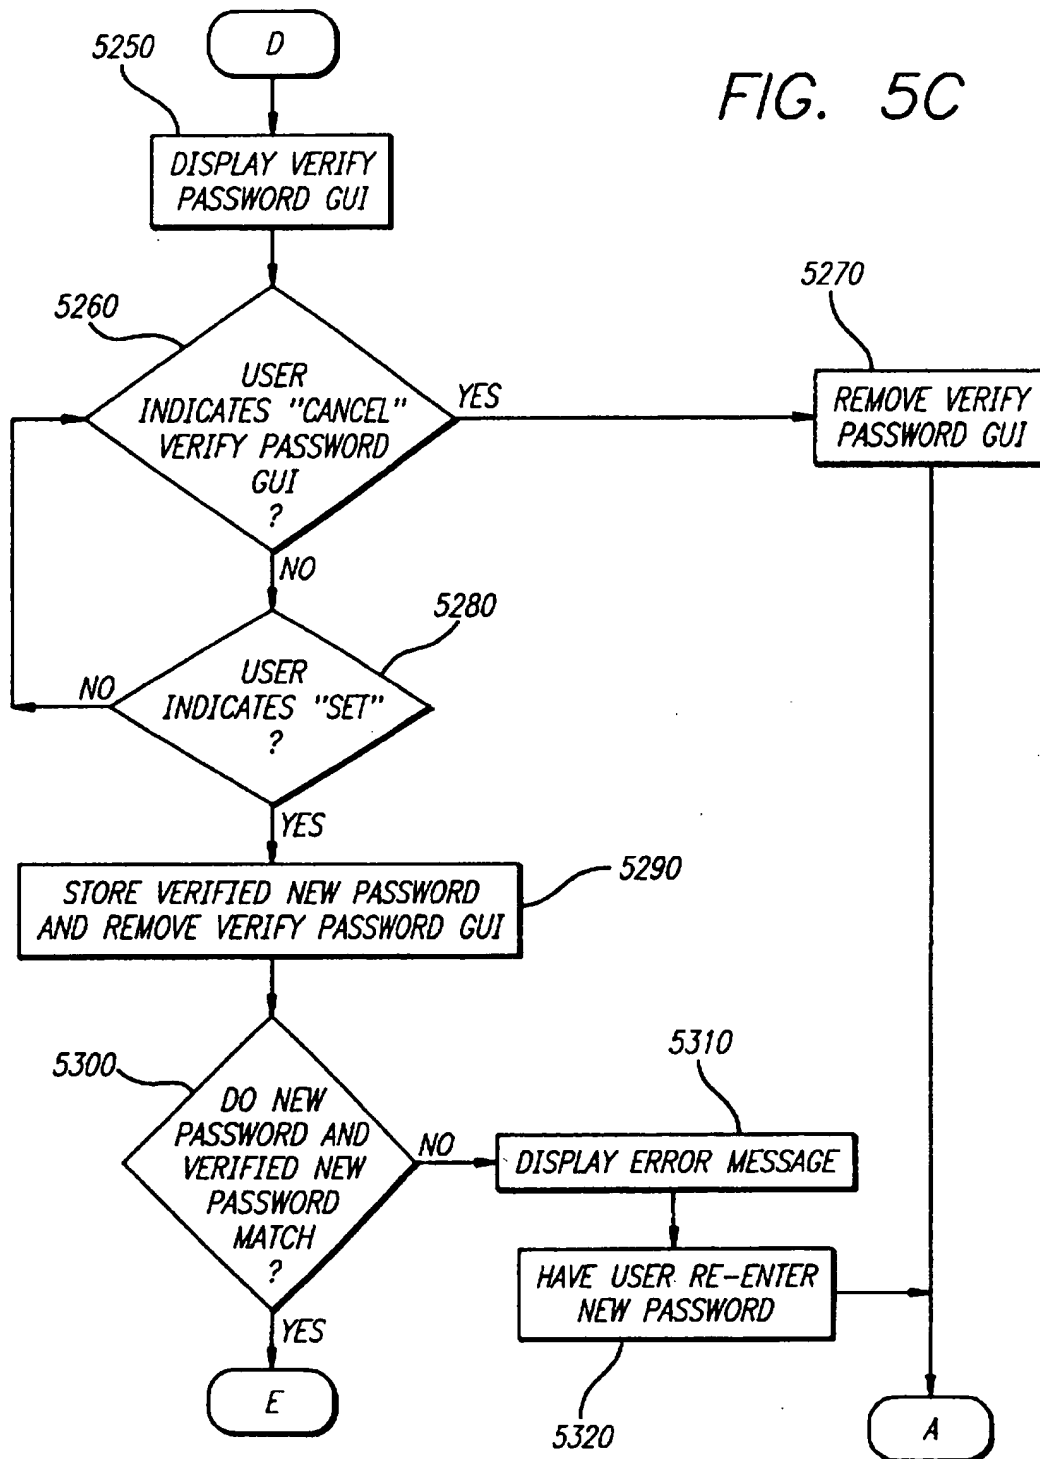 D
5250
FIG. 5C
DISPLAY VERIFY
PASSWORD GUI
5260
5270
USER
INDICATES "CANCEL"
VERIFY PASSWORD
GUI
?
YES
REMOVE VERIFY
PASSWORD GUI
NO
5280
USER
INDICATES "SET"
?
NO
YES
5290
STORE VERIFIED NEW PASSWORD
AND REMOVE VERIFY PASSWORD GUI
5300
5310
DO NEW
PASSWORD AND
VERIFIED NEW
PASSWORD
MATCH
?
NO
DISPLAY ERROR MESSAGE
HAVE USER RE-ENTER
NEW PASSWORD
YES
5320
E
A